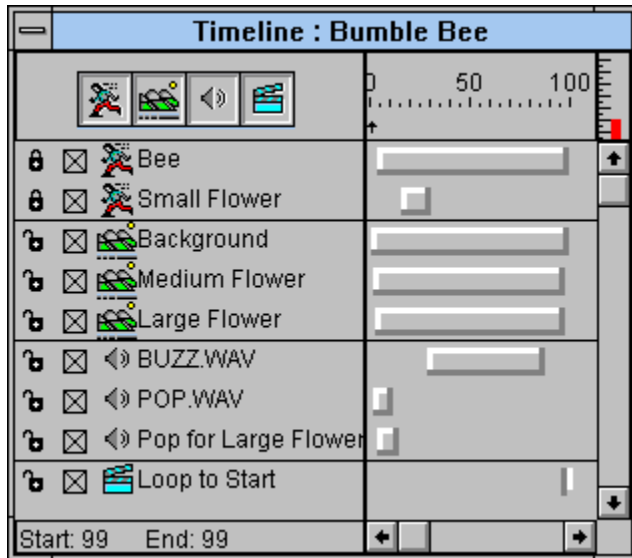 Timeline : Bumble Bee
0 50 100
Bee
Small Flower
Background
Medium Flower
Large Flower
BUZZ.WAV
POP.WAV
Pop for Large Flower
Loop to Start
Start: 99 End: 99